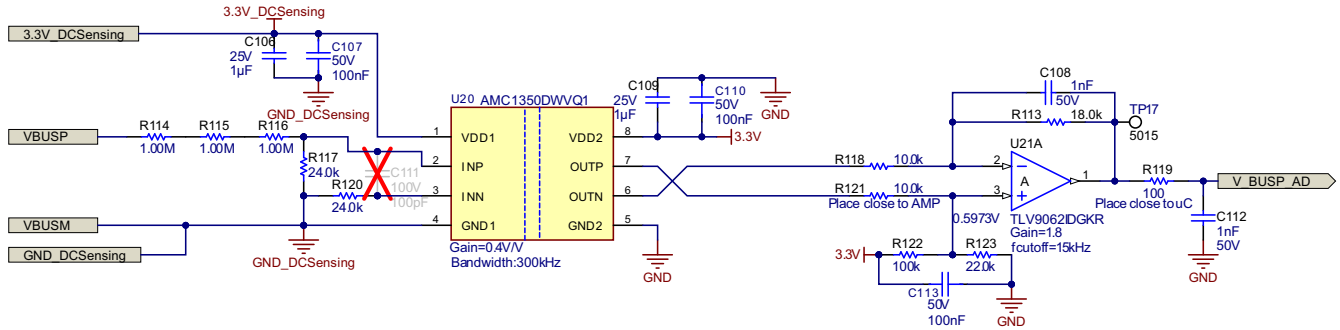 3.3V_DCSensing
3.3V_DCSensing
C106
25V
1µF
C107
50V
100nF
GND_DCSensing
VBUSP
R114
1.00M
R115
1.00M
R116
1.00M
R117
24.0k
R120
24.0k
C111
100V
100pF
VBUSM
GND_DCSensing
GND_DCSensing
U20
AMC1350DWVQ1
1
VDD1
2
INP
3
INN
4
GND1
VDD2
8
OUTP
7
OUTN
6
GND2
5
Gain=0.4V/V
Bandwidth:300kHz
C109
25V
1µF
C110
50V
100nF
GND
3.3V
GND
R118
10.0k
R121
10.0k
Place close to AMP
0.5973V
3.3V
R122
100k
R123
22.0k
C113
50V
100nF
GND
C108
1nF
50V
R113
18.0k
TP17
5015
U21A
2
3
A
1
TLV9062IDGKR
Gain=1.8
fcutoff=15kHz
R119
100
Place close to uC
V_BUSP_AD
C112
1nF
50V
GND